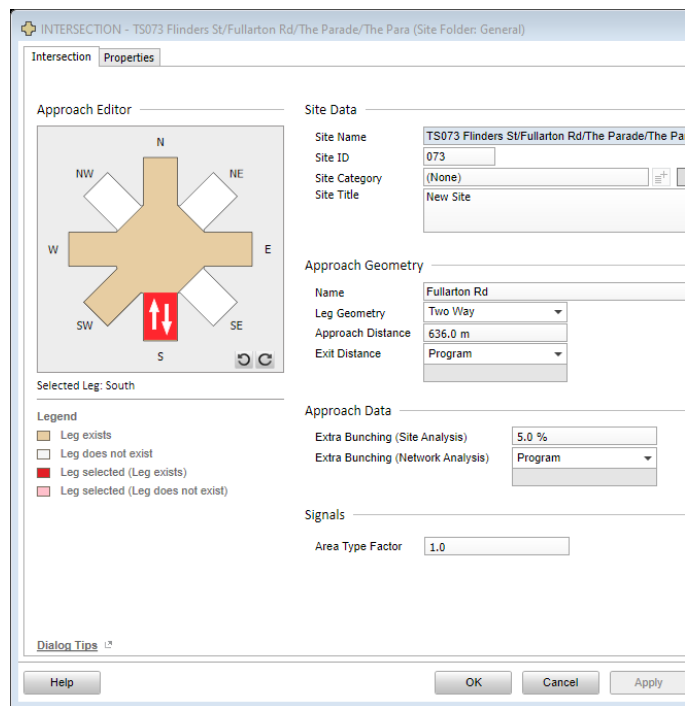 INTERSECTION - TS073 Flinders St/Fullarton Rd/The Parade/The Para (Site Folder: General)
Intersection Properties
Approach Editor
N
NW NE
W E
SW SE
S
Selected Leg: South
Legend
Leg exists
Leg does not exist
Leg selected (Leg exists)
Leg selected (Leg does not exist)
Site Data
Site Name TS073 Flinders St/Fullarton Rd/The Parade/The Pa
Site ID 073
Site Category (None)
Site Title New Site
Approach Geometry
Name Fullarton Rd
Leg Geometry Two Way
Approach Distance 636.0 m
Exit Distance Program
Approach Data
Extra Bunching (Site Analysis) 5.0 %
Extra Bunching (Network Analysis) Program
Signals
Area Type Factor 1.0
Dialog Tips
Help OK Cancel Apply